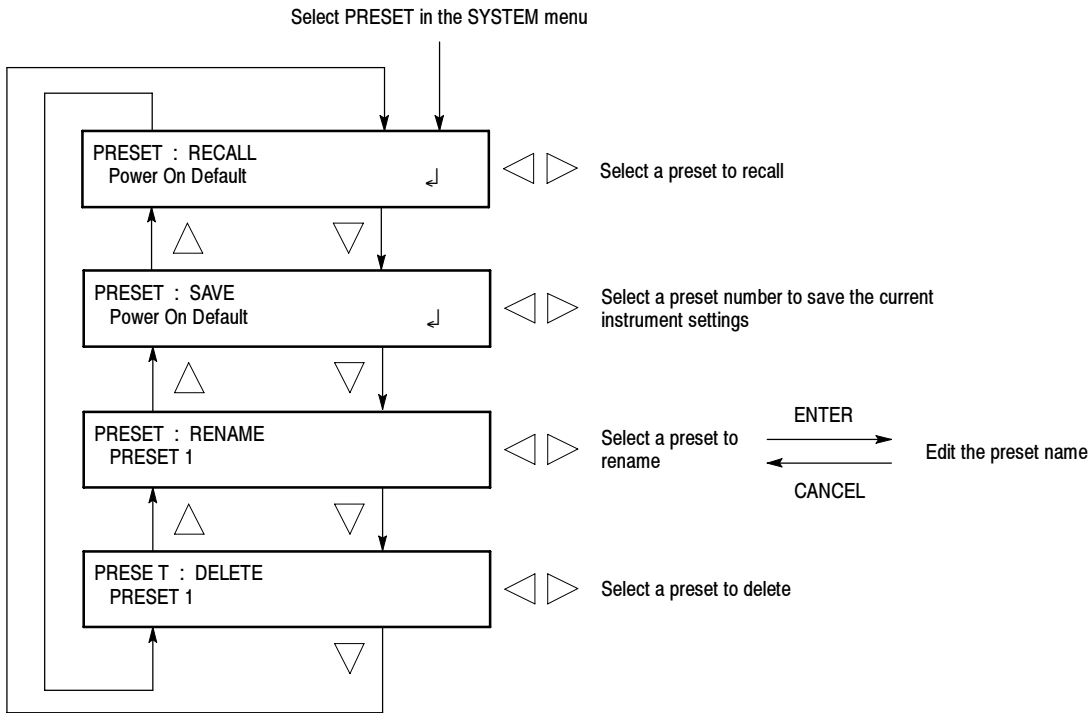 Select PRESET in the SYSTEM menu
PRESET : RECALL
Power On Default
Select a preset to recall
PRESET : SAVE
Power On Default
Select a preset number to save the current
instrument settings
PRESET : RENAME
PRESET 1
Select a preset to
rename
ENTER
CANCEL
Edit the preset name
PRESE T : DELETE
PRESET 1
Select a preset to delete